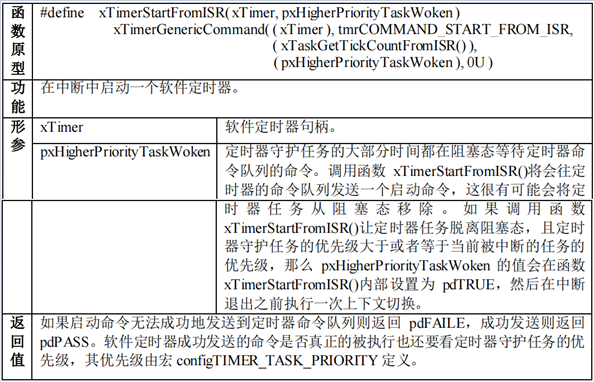 函数原型
#define xTimerStartFromISR( xTimer, pxHigherPriorityTaskWoken )
xTimerGenericCommand( ( xTimer ), tmrCOMMAND_START_FROM_ISR,
( xTaskGetTickCountFromISR() ),
( pxHigherPriorityTaskWoken ), 0U )
功能
在中断中启动一个软件定时器。
形参
xTimer
软件定时器句柄。
pxHigherPriorityTaskWoken
定时器守护任务的大部分时间都在阻塞态等待定时器命
令队列的命令。调用函数 xTimerStartFromISR()将会往定
时器的命令队列发送一个启动命令，这很有可能会将定
时器任务从阻塞态移除。如果调用函数
xTimerStartFromISR()让定时器任务脱离阻塞态，且定时
器守护任务的优先级大于或者等于当前被中断的任务的
优先级，那么 pxHigherPriorityTaskWoken 的值会在函数
xTimerStartFromISR()内部设置为 pdTRUE，然后在中断
退出之前执行一次上下文切换。
返回值
如果启动命令无法成功地发送到定时器命令队列则返回 pdFAILE，成功发送则返回
pdPASS。软件定时器成功发送的命令是否真正的被执行也还要看定时器守护任务的优
先级，其优先级由宏 configTIMER_TASK_PRIORITY 定义。